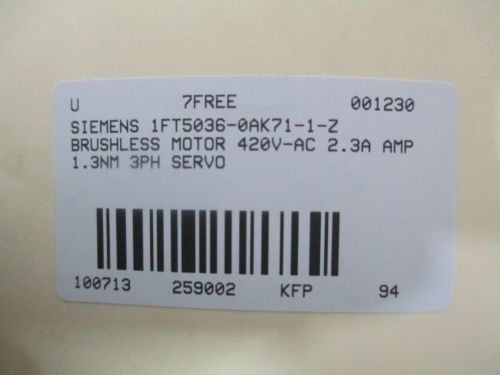 U 7FREE 001230
SIEMENS 1FT5036-0AK71-1-Z
BRUSHLESS MOTOR 420V-AC 2.3A AMP
1.3NM 3PH SERVO
100713 259002 KFP 94